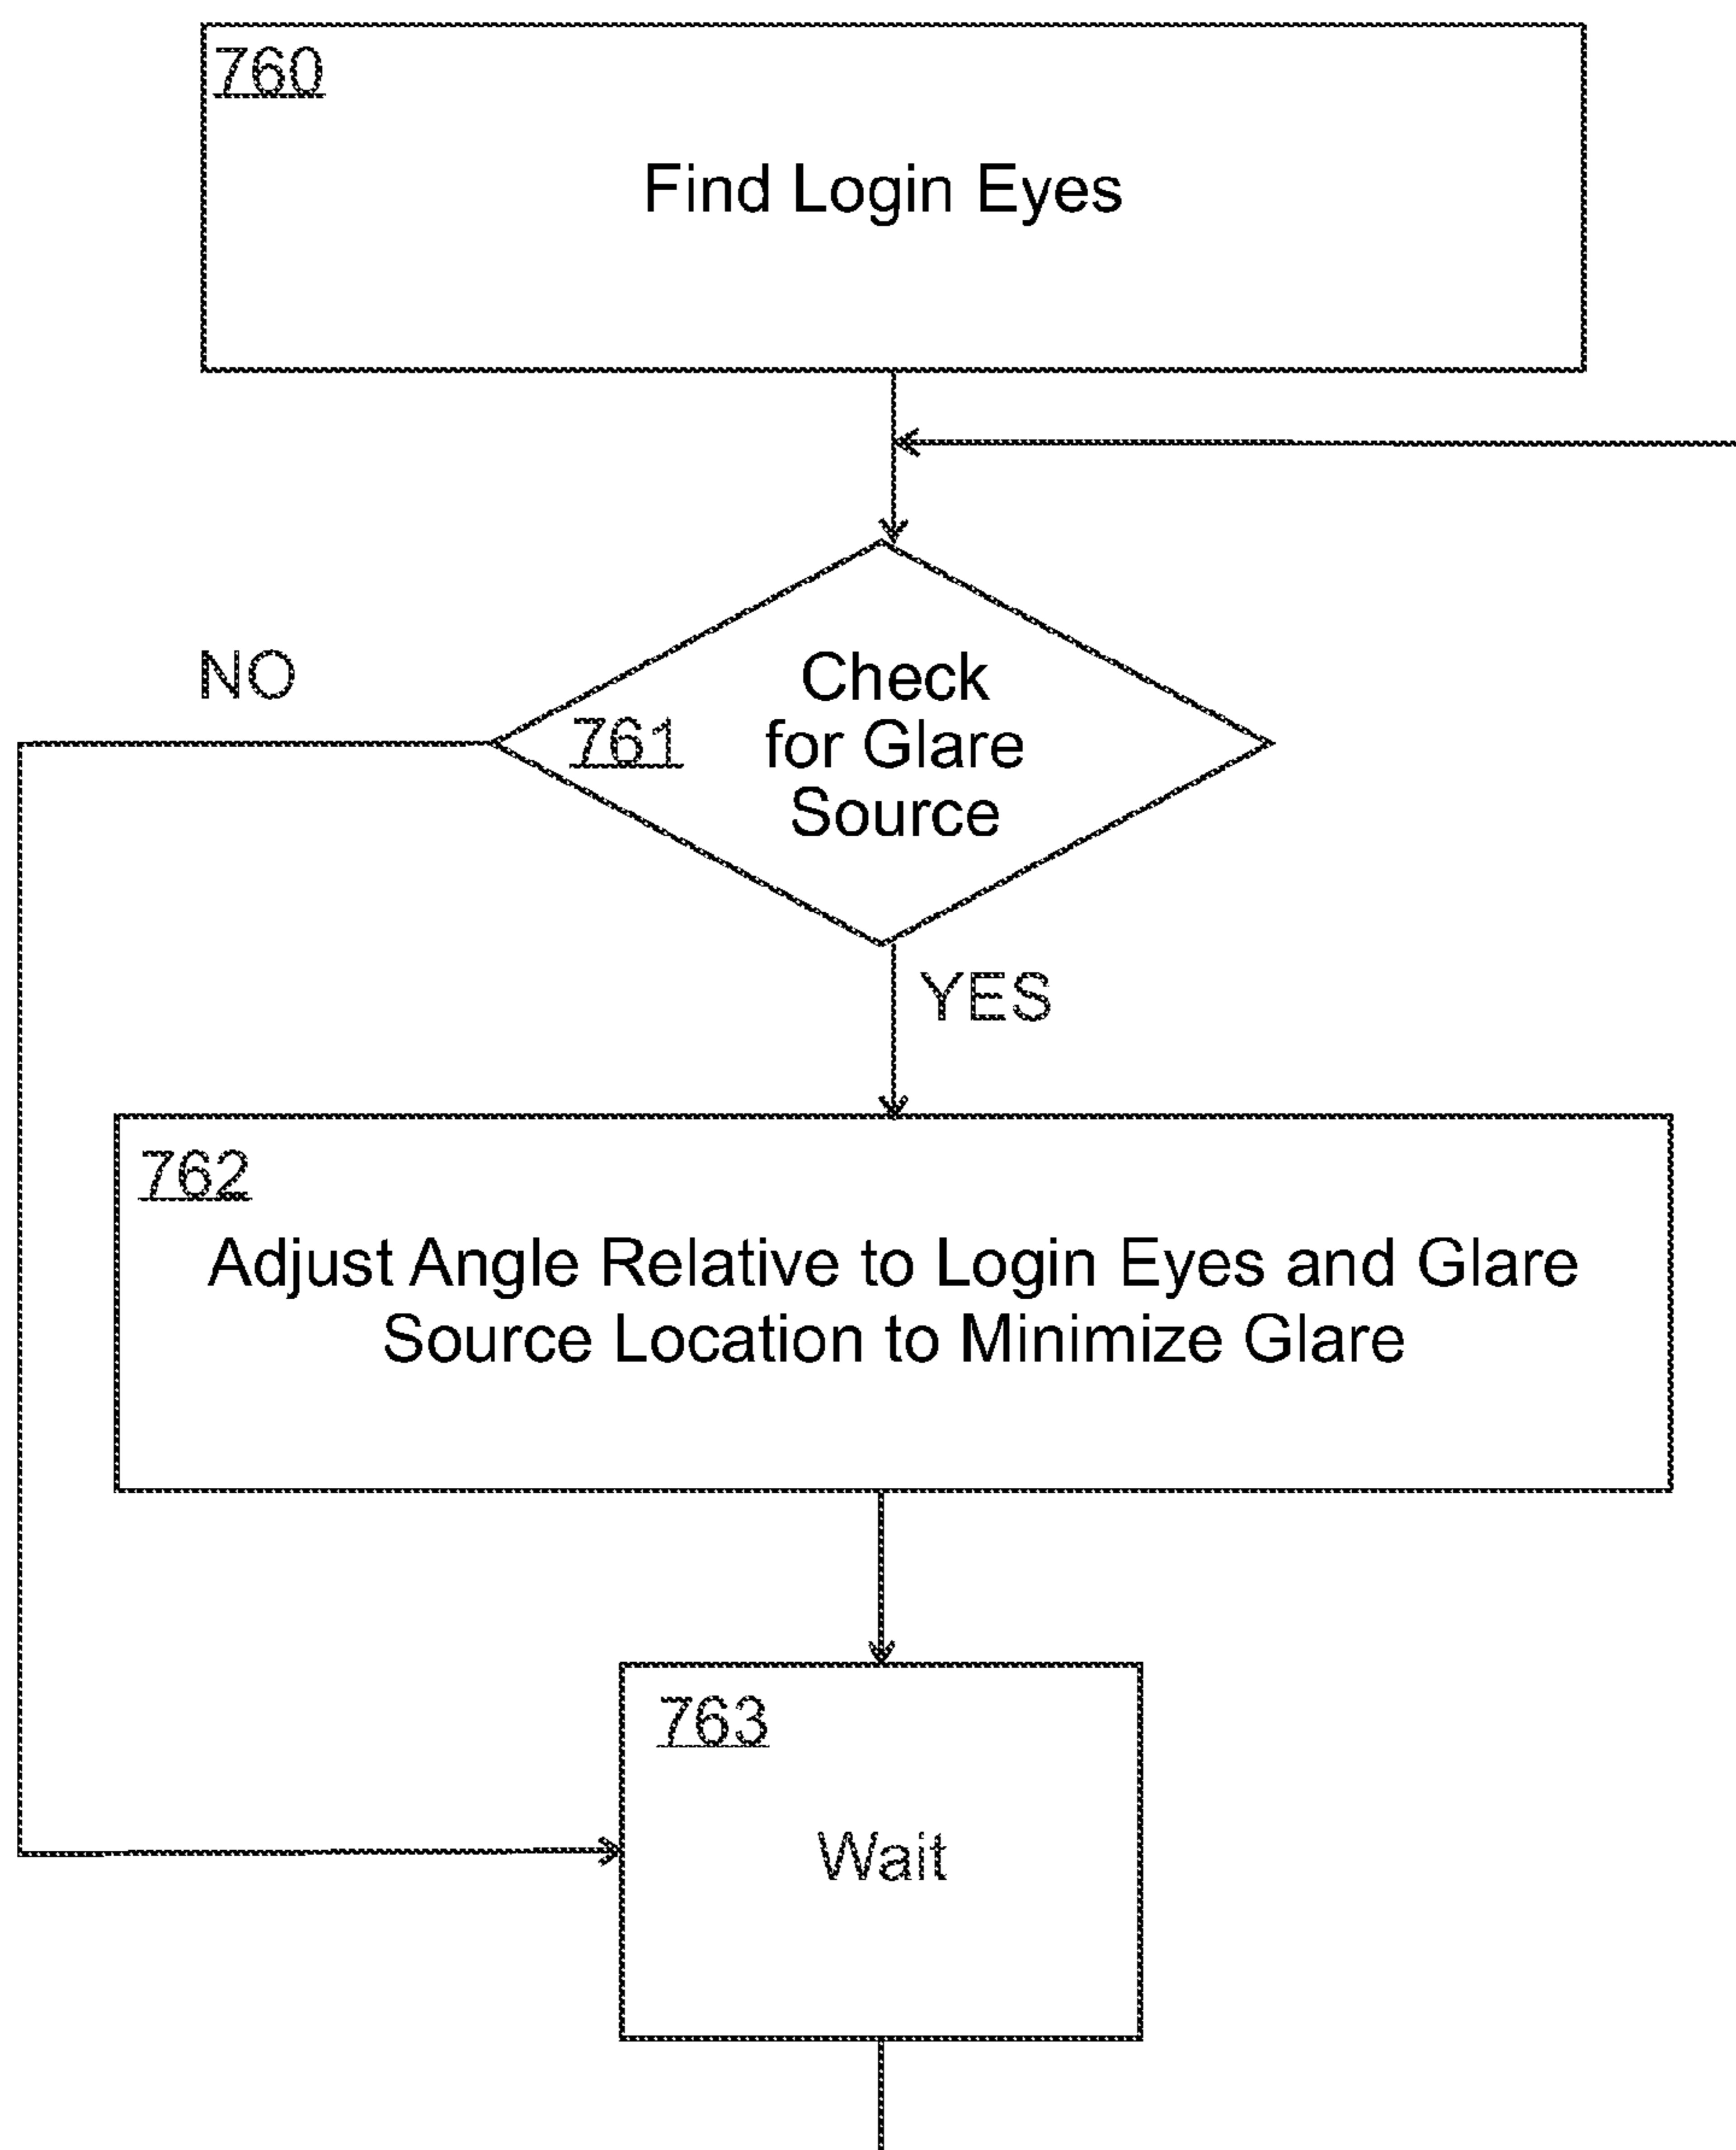 760
Find Login Eyes
NO
Check
761
for Glare
Source
YES
762
Adjust Angle Relative to Login Eyes and Glare
Source Location to Minimize Glare
763
Wait